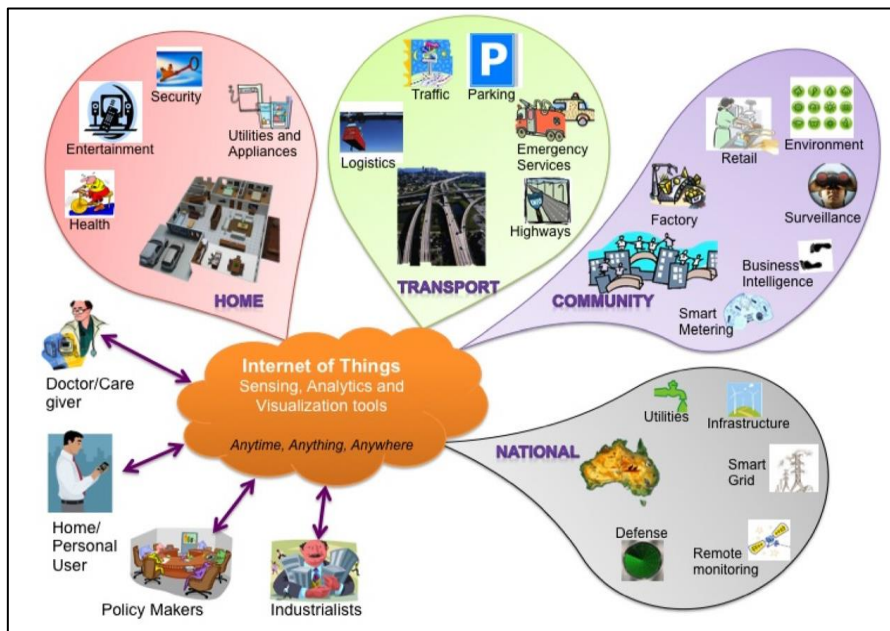 Security
Entertainment
Utilities and
Appliances
Health
HOME
Traffic
P
Parking
Logistics
Emergency
Services
Highways
TRANSPORT
Retail
Environment
Factory
Surveillance
Business
Intelligence
COMMUNITY
Smart
Metering
Internet of Things
Sensing, Analytics and
Visualization tools
Anytime, Anything, Anywhere
Doctor/Care
giver
Home/
Personal
User
Policy Makers
Industrialists
NATIONAL
Utilities
Infrastructure
Smart
Grid
Defense
Remote
monitoring